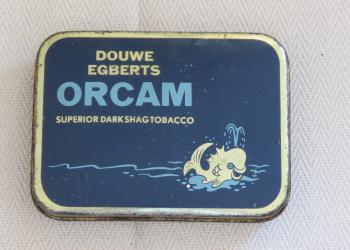 DOUWE
EGBERTS
ORCAM
SUPERIOR DARK SHAG TOBACCO